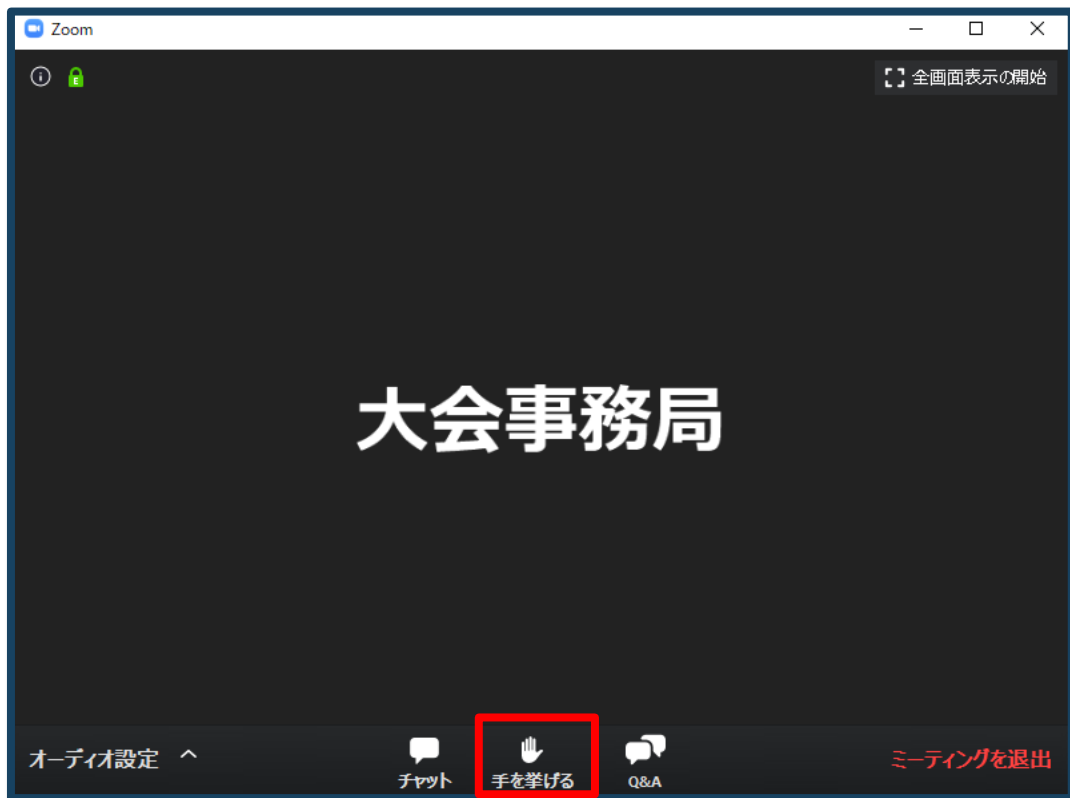 Zoom
全画面表示の開始
大会事務局
オーディオ設定
チャット
手を挙げる
Q&A
ミーティングを退出